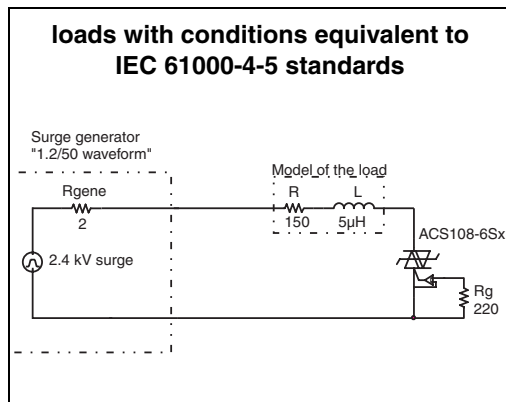 loads with conditions equivalent to
IEC 61000-4-5 standards
Surge generator
"1.2/50 waveform"
Rgene
2
2.4 kV surge
Model of the load
R
L
150
5µH
ACS108-6Sx
Rg
220